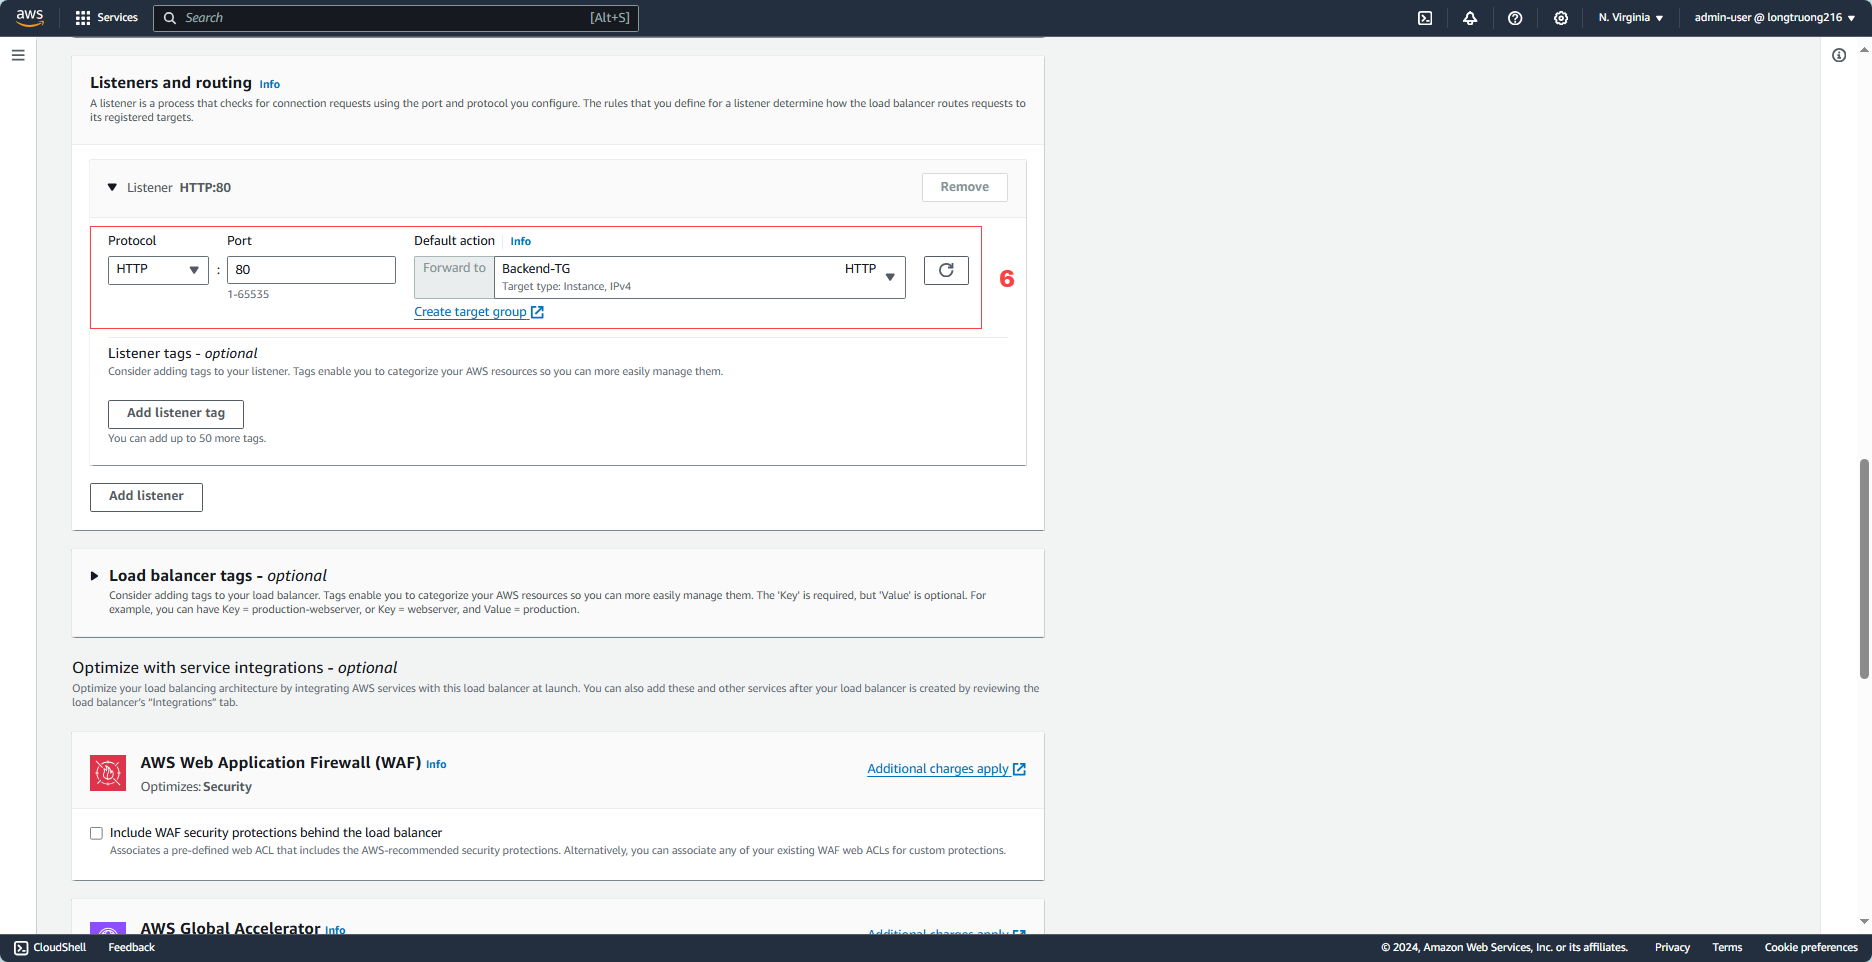 aws Services Search [Alt+S] N. Virginia admin-user @ longtruong216
Listeners and routing Info
A listener is a process that checks for connection requests using the port and protocol you configure. The rules that you define for a listener determine how the load balancer routes requests to
its registered targets.
Listener HTTP:80 Remove
Protocol Port Default action Info
HTTP : 80 Forward to Backend-TG HTTP
Target type: Instance, IPv4
6
1-65535
Create target group
Listener tags - optional
Consider adding tags to your listener. Tags enable you to categorize your AWS resources so you can more easily manage them.
Add listener tag
You can add up to 50 more tags.
Add listener
Load balancer tags - optional
Consider adding tags to your load balancer. Tags enable you to categorize your AWS resources so you can more easily manage them. The 'Key' is required, but 'Value' is optional. For
example, you can have Key = production-webserver, or Key = webserver, and Value = production.
Optimize with service integrations - optional
Optimize your load balancing architecture by integrating AWS services with this load balancer at launch. You can also add these and other services after your load balancer is created by reviewing the
load balancer's "Integrations" tab.
AWS Web Application Firewall (WAF) Info
Additional charges apply
Optimizes: Security
Include WAF security protections behind the load balancer
Associates a pre-defined web ACL that includes the AWS-recommended security protections. Alternatively, you can associate any of your existing WAF web ACLs for custom protections.
AWS Global Accelerator Info
Additional charges apply
CloudShell Feedback © 2024, Amazon Web Services, Inc. or its affiliates. Privacy Terms Cookie preferences